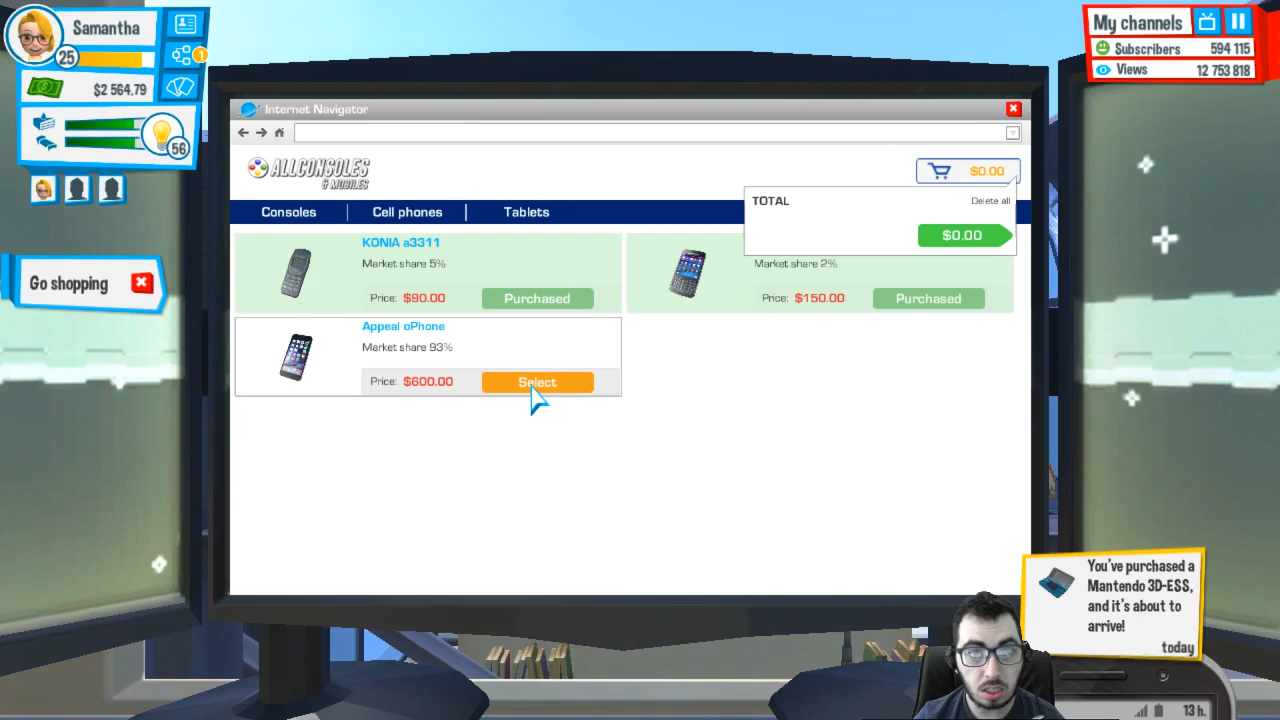 Samantha
25
$2 564.79
56
1
Go shopping
My channels
Subscribers 594 115
Views 12 753 818
Internet Navigator
ALLCONSOLES
& MOBILES
$0.00
TOTAL
Delete all
$0.00
Consoles
Cell phones
Tablets
KONIA a3311
Market share 5%
Price: $90.00
Purchased
Market share 2%
Price: $150.00
Purchased
Appeal oPhone
Market share 93%
Price: $600.00
Select
You've purchased a
Mantendo 3D-ESS,
and it's about to
arrive!
today
13 h.